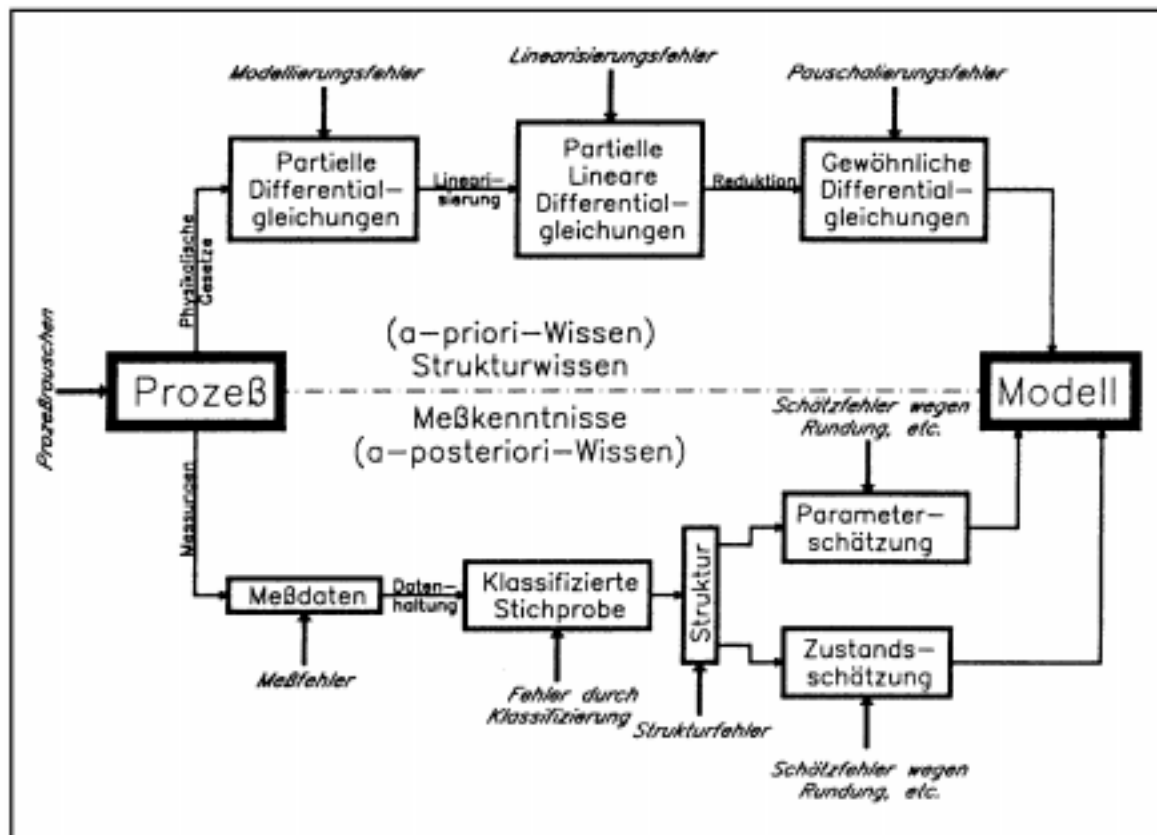 Modellierungsfehler
Linearisierungsfehler
Pauschalierungsfehler
Partielle
Differential-
gleichungen
Lineari-
sierung
Partielle
Lineare
Differential-
gleichungen
Reduktion
Gewöhnliche
Differential-
gleichungen
Physikalische
Gesetze
Prozeßrauschen
Prozeß
(a-priori-Wissen)
Strukturwissen
Meßkenntnisse
(a-posteriori-Wissen)
Modell
Schätzfehler wegen
Rundung, etc.
Messungen
Meßdaten
Daten-
haltung
Klassifizierte
Stichprobe
Struktur
Parameter-
schätzung
Zustands-
schätzung
Meßfehler
Fehler durch
Klassifizierung
Strukturfehler
Schätzfehler wegen
Rundung, etc.